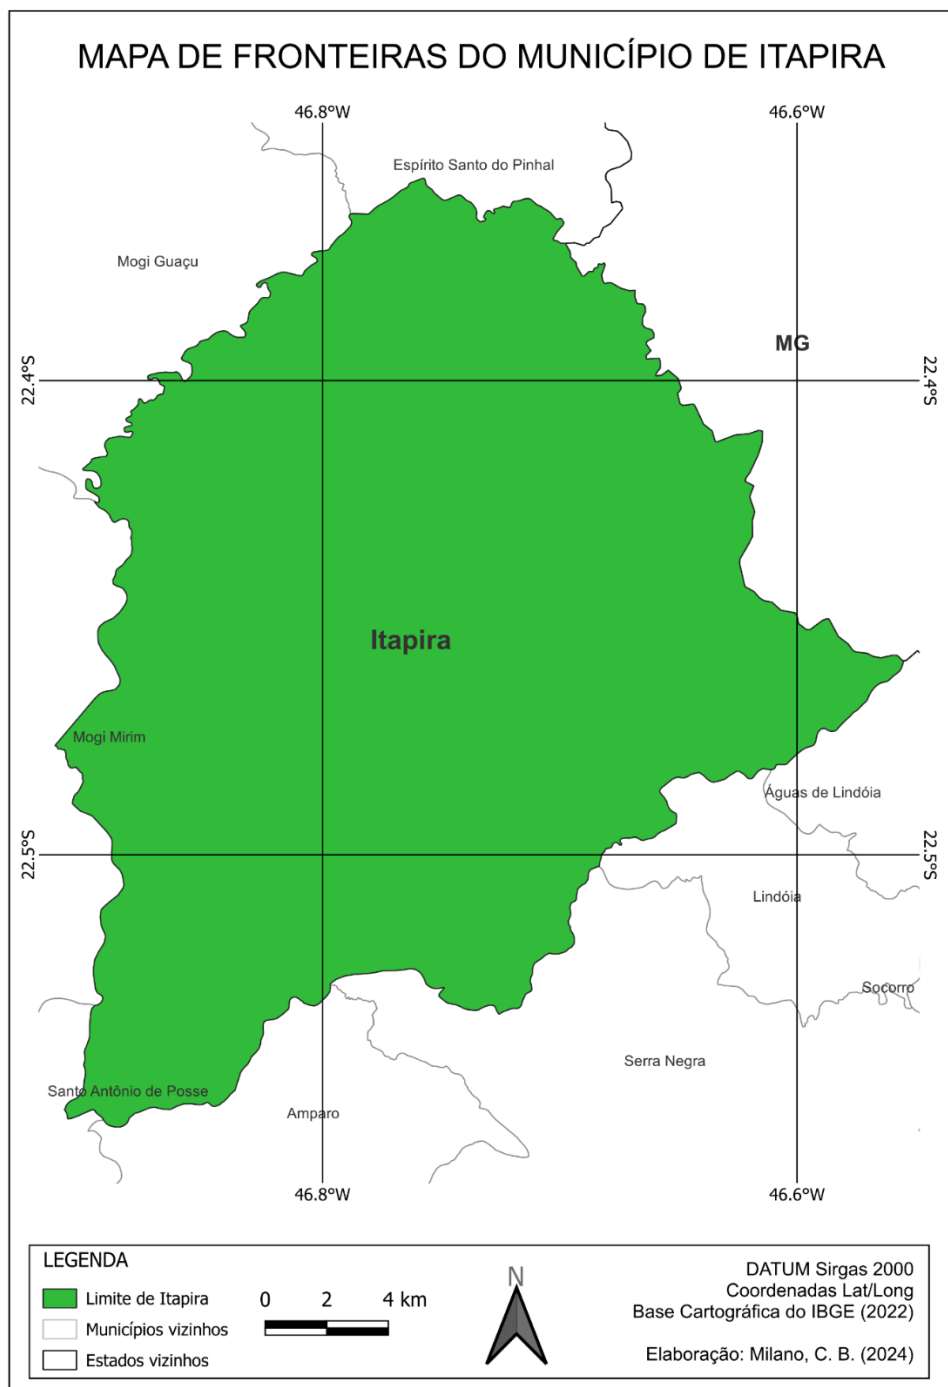 MAPA DE FRONTEIRAS DO MUNICÍPIO DE ITAPIRA
46.8°W
46.6°W
Espírito Santo do Pinhal
Mogi Guaçu
MG
22.4°S
22.4°S
Itapira
Mogi Mirim
Águas de Lindóia
22.5°S
22.5°S
Lindóia
Socorro
Serra Negra
Santo Antônio de Posse
Amparo
46.8°W
46.6°W
LEGENDA
Limite de Itapira
Municípios vizinhos
Estados vizinhos
0 2 4 km
N
DATUM Sirgas 2000
Coordenadas Lat/Long
Base Cartográfica do IBGE (2022)
Elaboração: Milano, C. B. (2024)